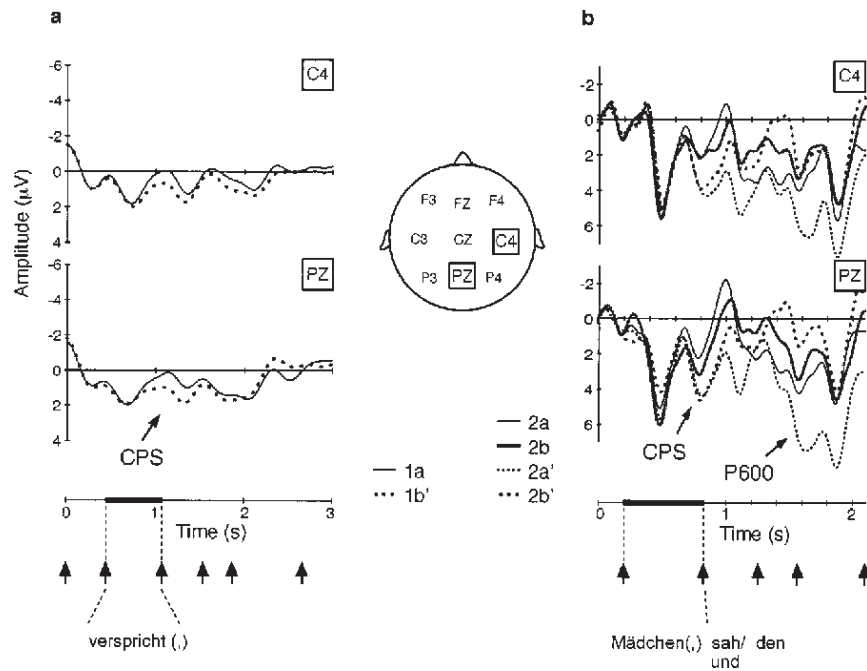 a
Amplitude (μV)
-6
-4
-2
0
2
4
C4
-6
-4
-2
0
2
4
PZ
CPS
0
1
2
3
Time (s)
verspricht (,)
F3 FZ F4
C3 CZ C4
P3 PZ P4
1a
1b'
2a
2b
2a'
2b'
b
-2
0
2
4
6
C4
-2
0
2
4
6
PZ
CPS
P600
0
1
2
Time (s)
Mädchen(,) sah/ den
und